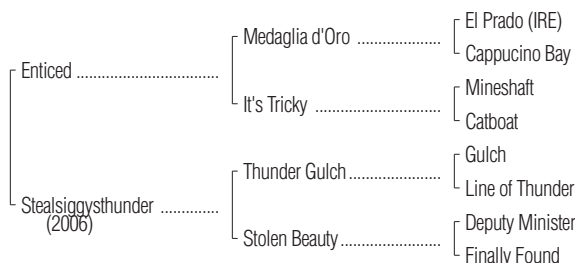 El Prado (IRE)
Medaglia d'Oro ....................
Cappucino Bay
Enticed ..................................
Mineshaft
It's Tricky ..............................
Catboat
Gulch
Thunder Gulch ......................
Line of Thunder
Stealsiggysthunder ..............
(2006)
Deputy Minister
Stolen Beauty ........................
Finally Found